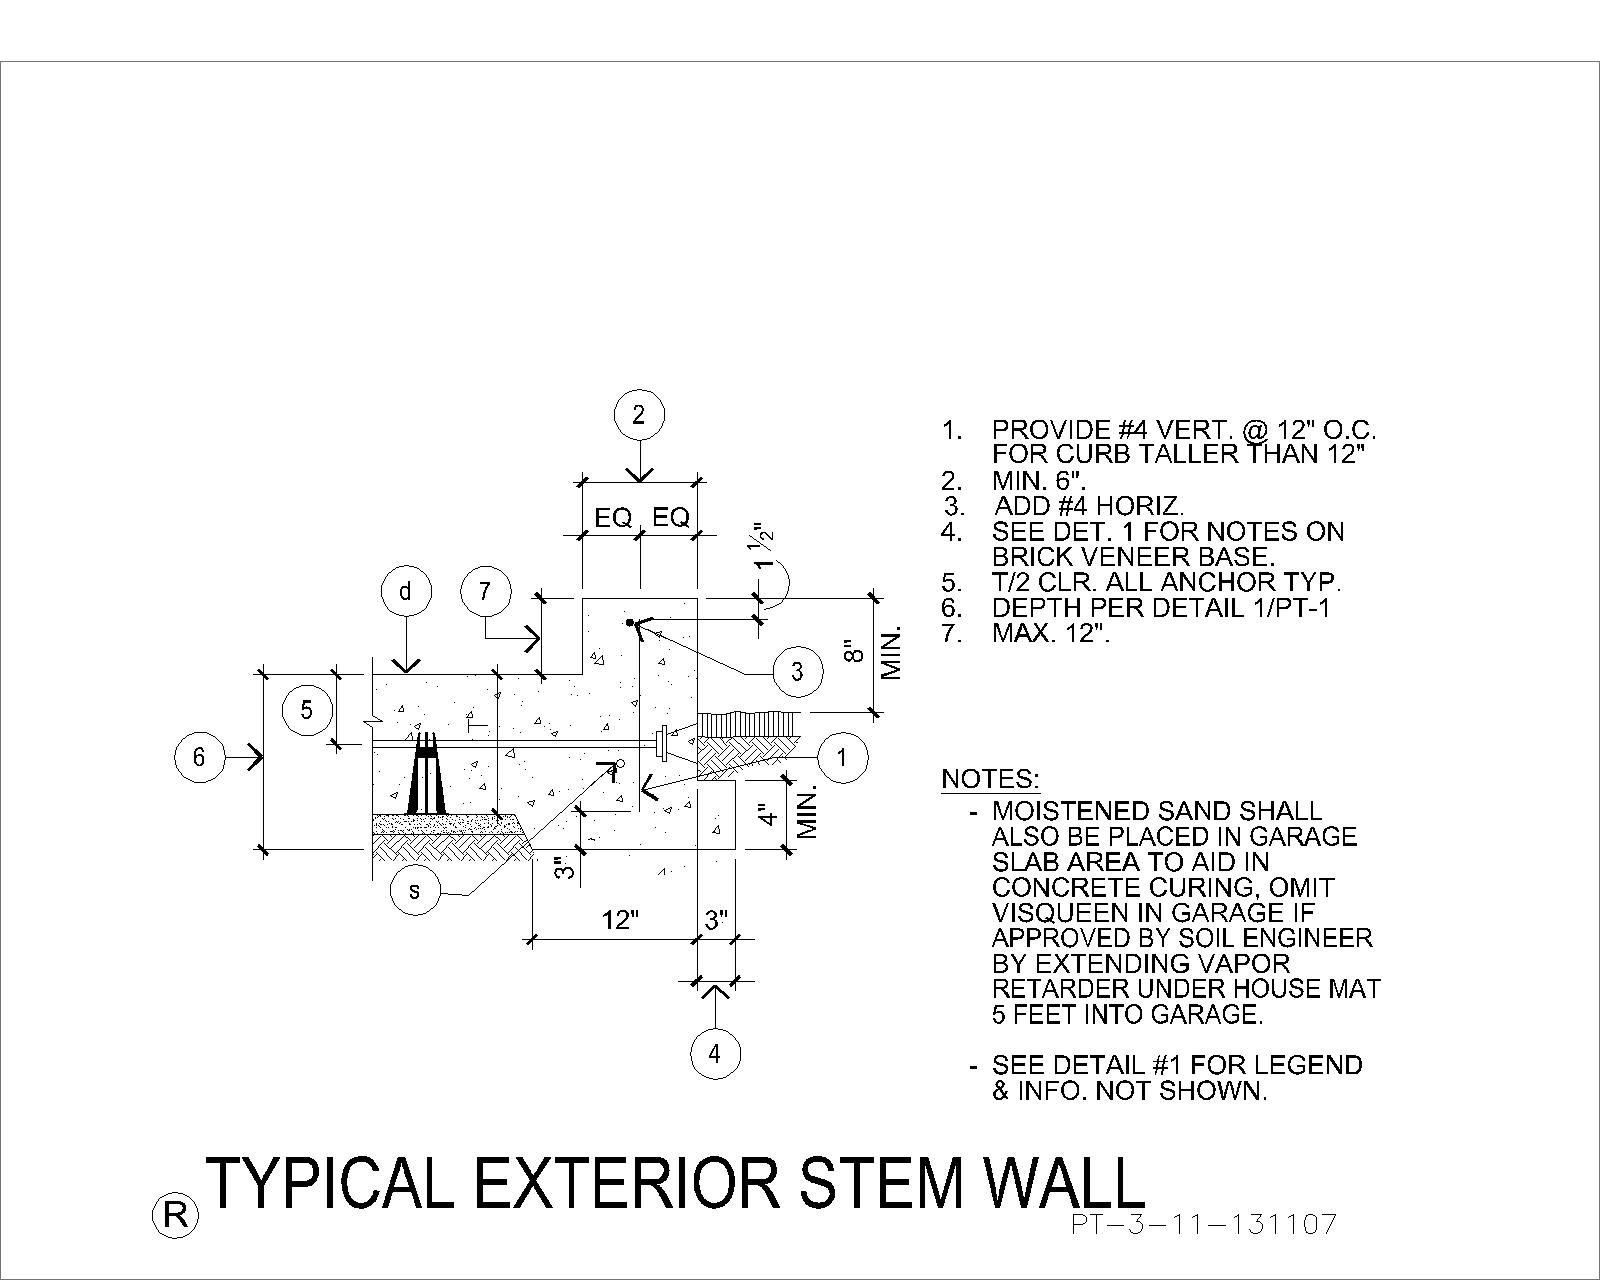 2
EQ EQ
1 1/2"
d
7
8"
MIN.
3
5
T
6
1
4"
MIN.
3"
s
12"
3"
4
1. PROVIDE #4 VERT. @ 12" O.C.
FOR CURB TALLER THAN 12"
2. MIN. 6".
3. ADD #4 HORIZ.
4. SEE DET. 1 FOR NOTES ON
BRICK VENEER BASE.
5. T/2 CLR. ALL ANCHOR TYP.
6. DEPTH PER DETAIL 1/PT-1
7. MAX. 12".
NOTES:
- MOISTENED SAND SHALL
ALSO BE PLACED IN GARAGE
SLAB AREA TO AID IN
CONCRETE CURING, OMIT
VISQUEEN IN GARAGE IF
APPROVED BY SOIL ENGINEER
BY EXTENDING VAPOR
RETARDER UNDER HOUSE MAT
5 FEET INTO GARAGE.
- SEE DETAIL #1 FOR LEGEND
& INFO. NOT SHOWN.
R TYPICAL EXTERIOR STEM WALL
PT-3-11-131107